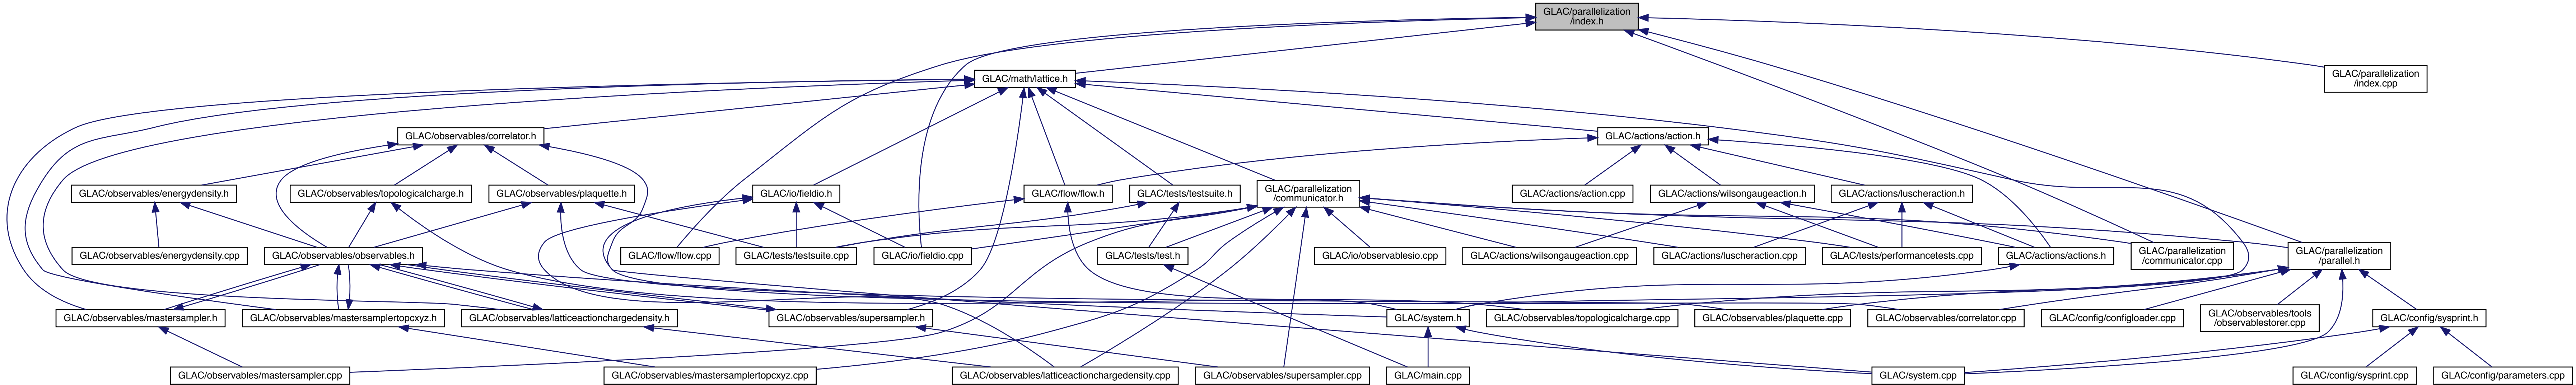 GLAC/parallelization
/index.h
GLAC/math/lattice.h
GLAC/parallelization
/index.cpp
GLAC/observables/correlator.h
GLAC/actions/action.h
GLAC/observables/energydensity.h
GLAC/observables/topologicalcharge.h
GLAC/observables/plaquette.h
GLAC/io/fieldio.h
GLAC/flow/flow.h
GLAC/tests/testsuite.h
GLAC/parallelization
/communicator.h
GLAC/actions/action.cpp
GLAC/actions/wilsongaugeaction.h
GLAC/actions/luscheraction.h
GLAC/observables/energydensity.cpp
GLAC/observables/observables.h
GLAC/flow/flow.cpp
GLAC/tests/testsuite.cpp
GLAC/io/fieldio.cpp
GLAC/tests/test.h
GLAC/io/observablesio.cpp
GLAC/actions/wilsongaugeaction.cpp
GLAC/actions/luscheraction.cpp
GLAC/tests/performancetests.cpp
GLAC/actions/actions.h
GLAC/parallelization
/communicator.cpp
GLAC/parallelization
/parallel.h
GLAC/observables/mastersampler.h
GLAC/observables/mastersamplertopcxyz.h
GLAC/observables/latticeactionchargedensity.h
GLAC/observables/supersampler.h
GLAC/system.h
GLAC/observables/topologicalcharge.cpp
GLAC/observables/plaquette.cpp
GLAC/observables/correlator.cpp
GLAC/config/configloader.cpp
GLAC/observables/tools
/observablestorer.cpp
GLAC/config/sysprint.h
GLAC/observables/mastersampler.cpp
GLAC/observables/mastersamplertopcxyz.cpp
GLAC/observables/latticeactionchargedensity.cpp
GLAC/observables/supersampler.cpp
GLAC/main.cpp
GLAC/system.cpp
GLAC/config/sysprint.cpp
GLAC/config/parameters.cpp